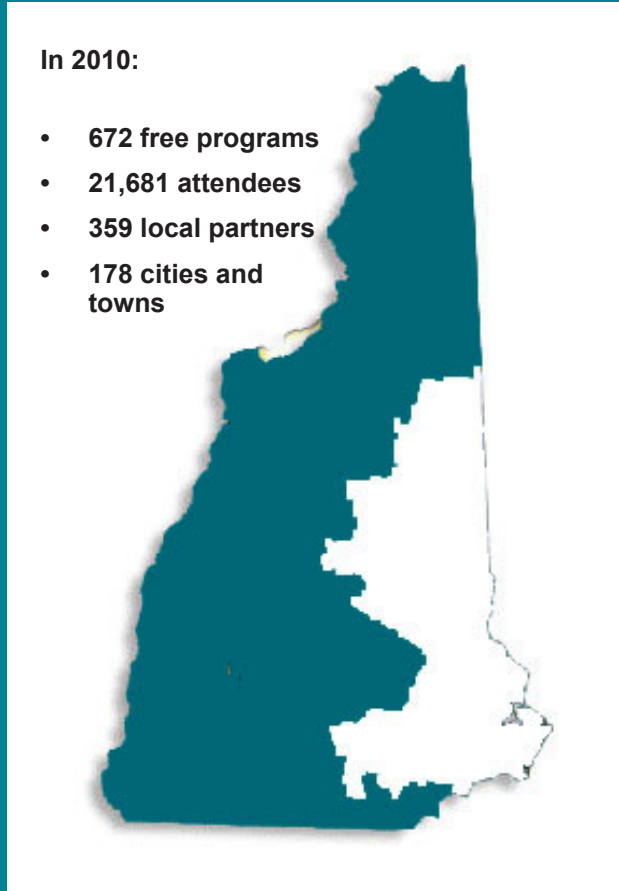 In 2010:
• 672 free programs
• 21,681 attendees
• 359 local partners
• 178 cities and
towns